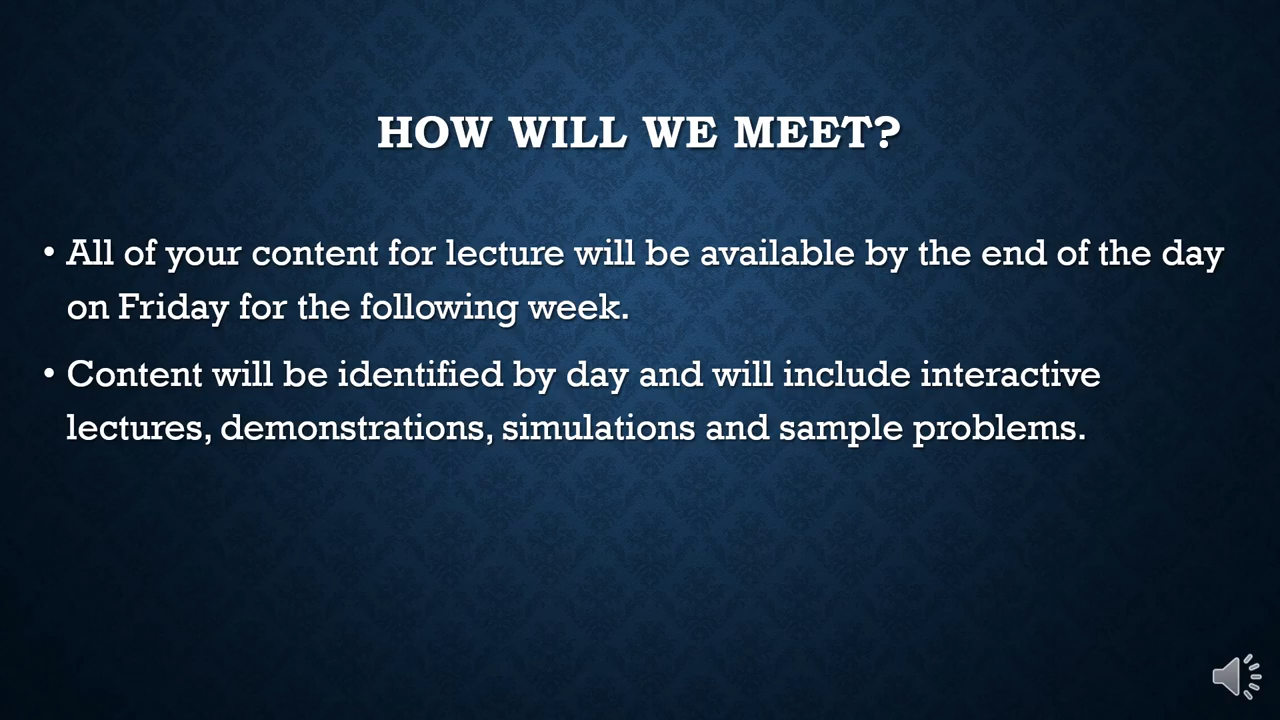 HOW WILL WE MEET?
• All of your content for lecture will be available by the end of the day
on Friday for the following week.
• Content will be identified by day and will include interactive
lectures, demonstrations, simulations and sample problems.